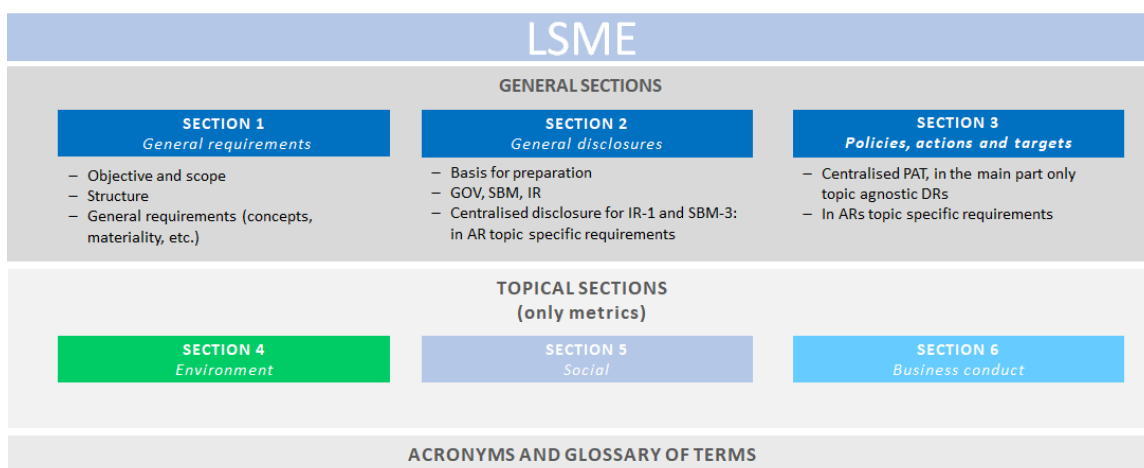 LSME
GENERAL SECTIONS
SECTION 1
General requirements
– Objective and scope
– Structure
– General requirements (concepts,
materiality, etc.)
SECTION 2
General disclosures
– Basis for preparation
– GOV, SBM, IR
– Centralised disclosure for IR-1 and SBM-3:
in AR topic specific requirements
SECTION 3
Policies, actions and targets
– Centralised PAT, in the main part only
topic agnostic DRs
– In ARs topic specific requirements
TOPICAL SECTIONS
(only metrics)
SECTION 4
Environment
SECTION 5
Social
SECTION 6
Business conduct
ACRONYMS AND GLOSSARY OF TERMS